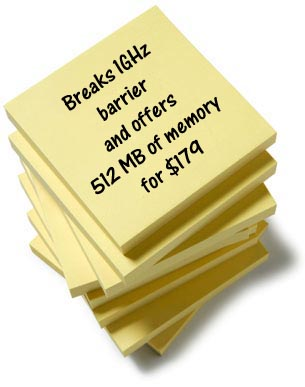 Breaks 1GHz
barrier
and offers
512 MB of memory
for $179